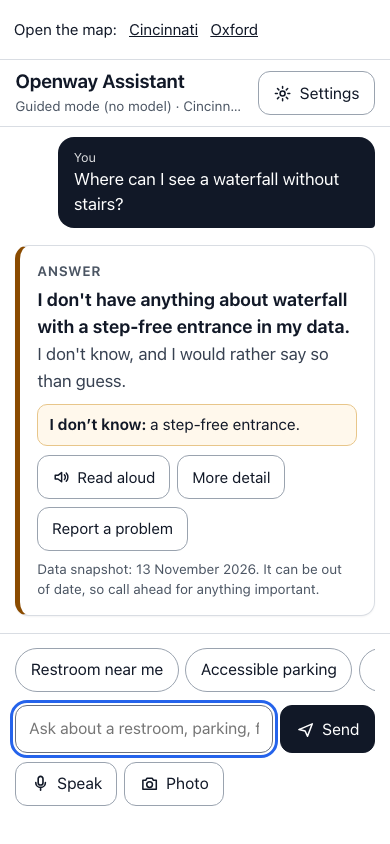 Open the map: Cincinnati Oxford
Openway Assistant
Guided mode (no model) · Cincinn...
Settings
You
Where can I see a waterfall without
stairs?
ANSWER
I don't have anything about waterfall
with a step-free entrance in my data.
I don't know, and I would rather say so
than guess.
I don’t know: a step-free entrance.
Read aloud
More detail
Report a problem
Data snapshot: 13 November 2026. It can be out
of date, so call ahead for anything important.
Restroom near me
Accessible parking
Ask about a restroom, parking, f
Send
Speak
Photo